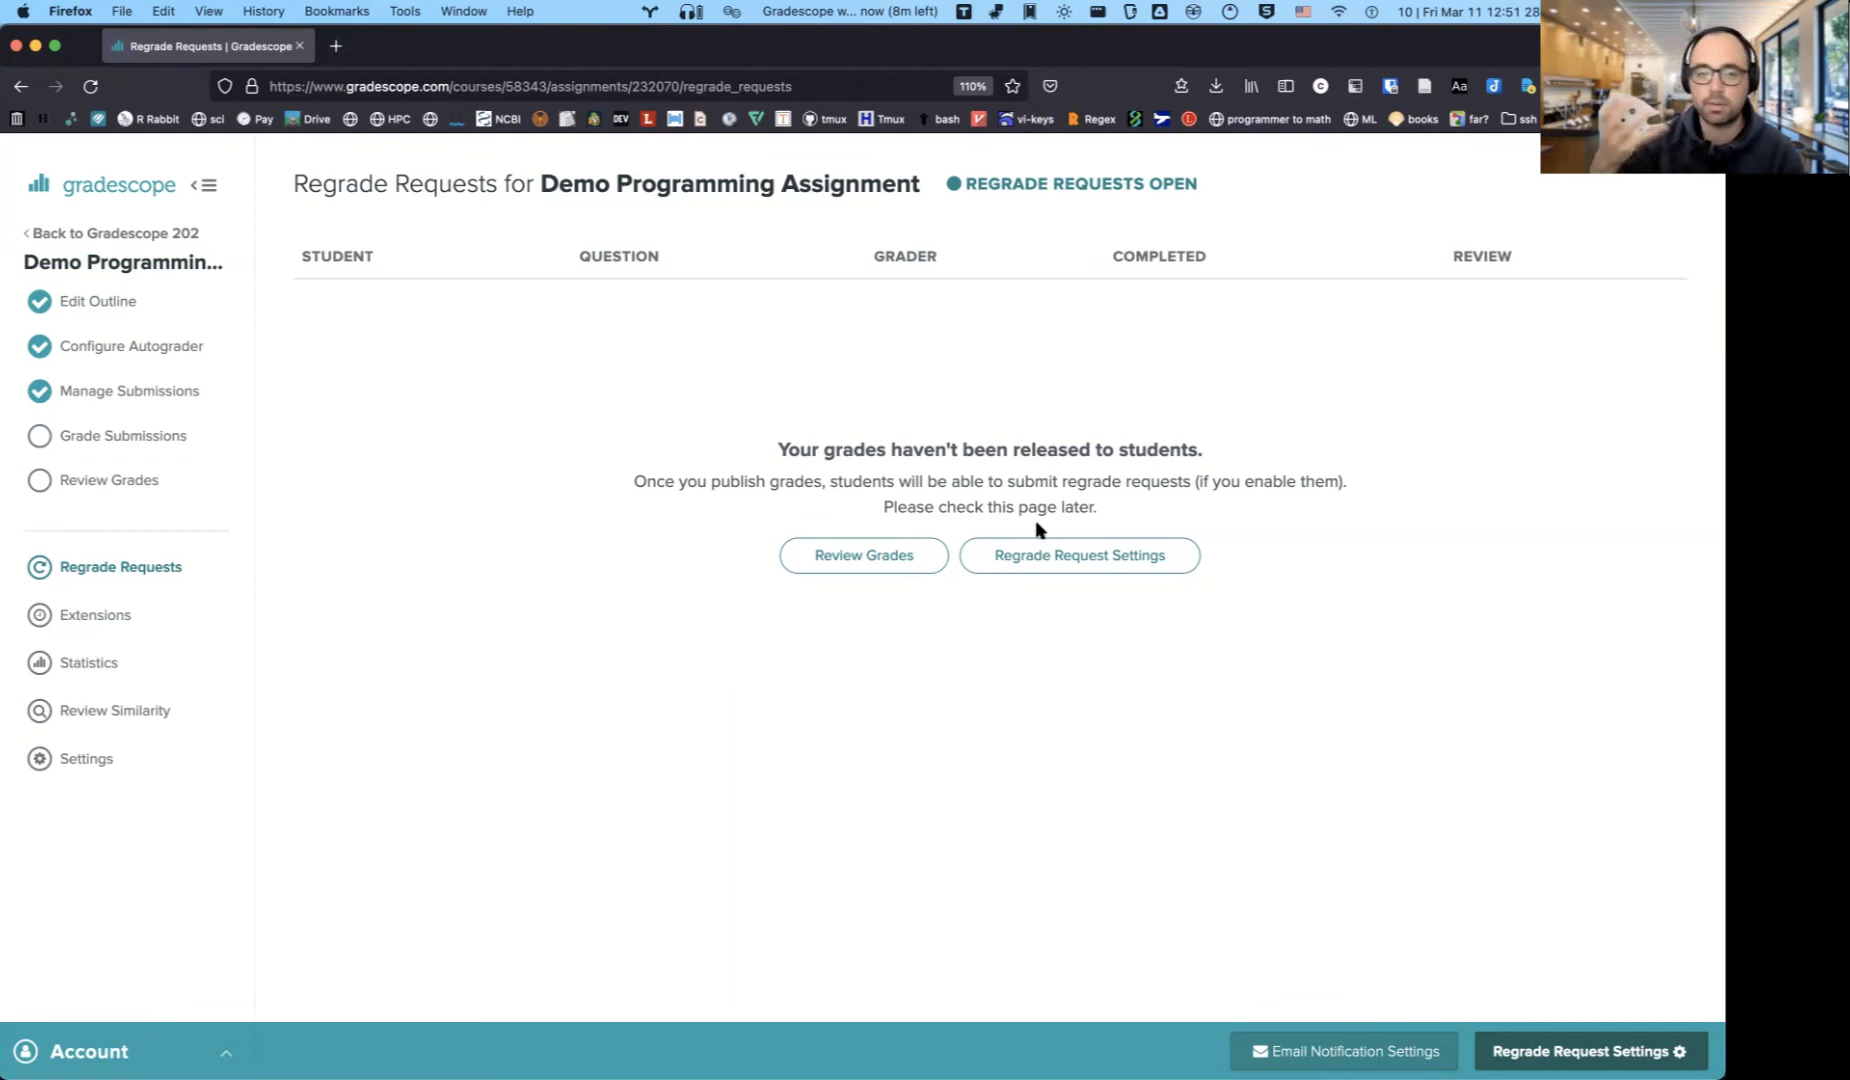 Firefox File Edit View History Bookmarks Tools Window Help Gradescope w... now (8m left) 10 | Fri Mar 11 12:51 28
Regrade Requests | Gradescope
https://www.gradescope.com/courses/58343/assignments/232070/regrade_requests 110%
R Rabbit sci Pay Drive HPC NCBI DEV tmux Tmux bash vi-keys Regex programmer to math ML books far? ssh
gradescope
Regrade Requests for Demo Programming Assignment REGRADE REQUESTS OPEN
Back to Gradescope 202
Demo Programmin...
STUDENT QUESTION GRADER COMPLETED REVIEW
Edit Outline
Configure Autograder
Manage Submissions
Grade Submissions
Review Grades
Your grades haven't been released to students.
Once you publish grades, students will be able to submit regrade requests (if you enable them).
Please check this page later.
Review Grades Regrade Request Settings
Regrade Requests
Extensions
Statistics
Review Similarity
Settings
Account
Email Notification Settings Regrade Request Settings